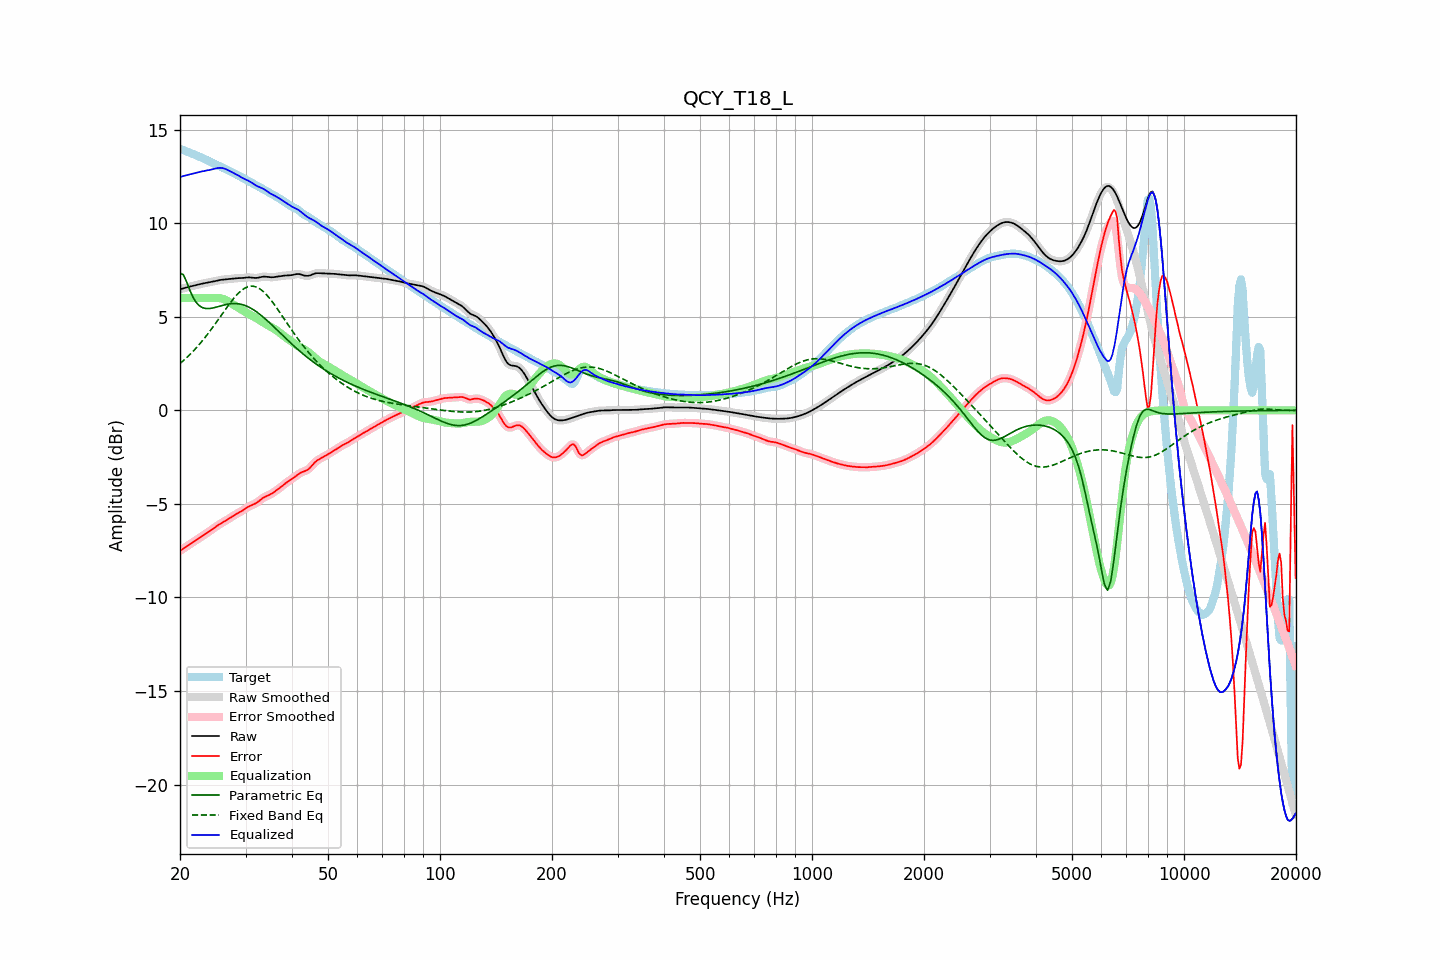 QCY_T18_L
15
10
5
0
−5
−10
−15
−20
Amplitude (dBr)
Target
Raw Smoothed
Error Smoothed
Raw
Error
Equalization
Parametric Eq
Fixed Band Eq
Equalized
20 50 100 200 500 1000 2000 5000 10000 20000
Frequency (Hz)